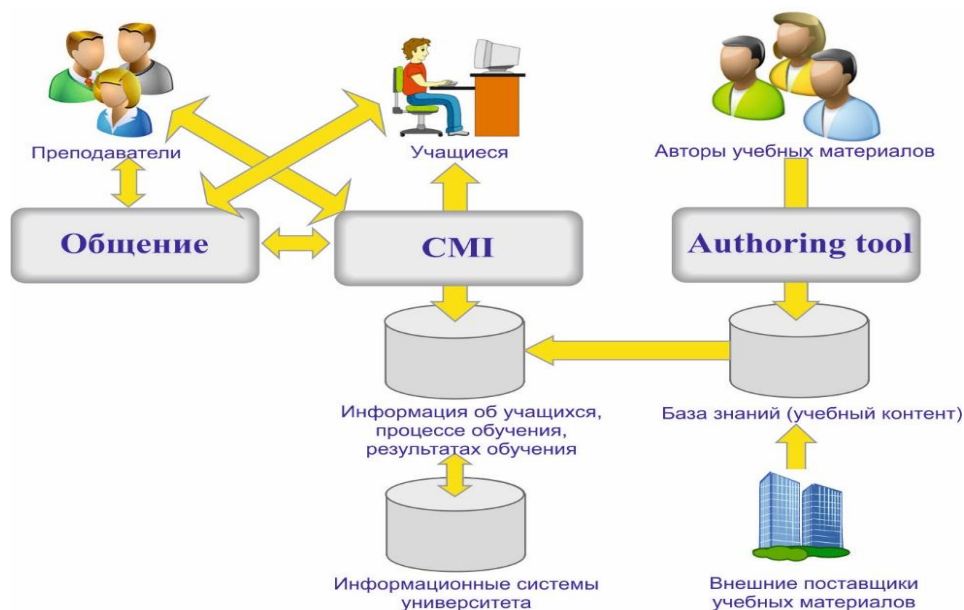 Преподаватели
Учащиеся
Авторы учебных материалов
Общение
CMI
Authoring tool
Информация об учащихся,
процессе обучения,
результатах обучения
База знаний (учебный контент)
Информационные системы
университета
Внешние поставщики
учебных материалов